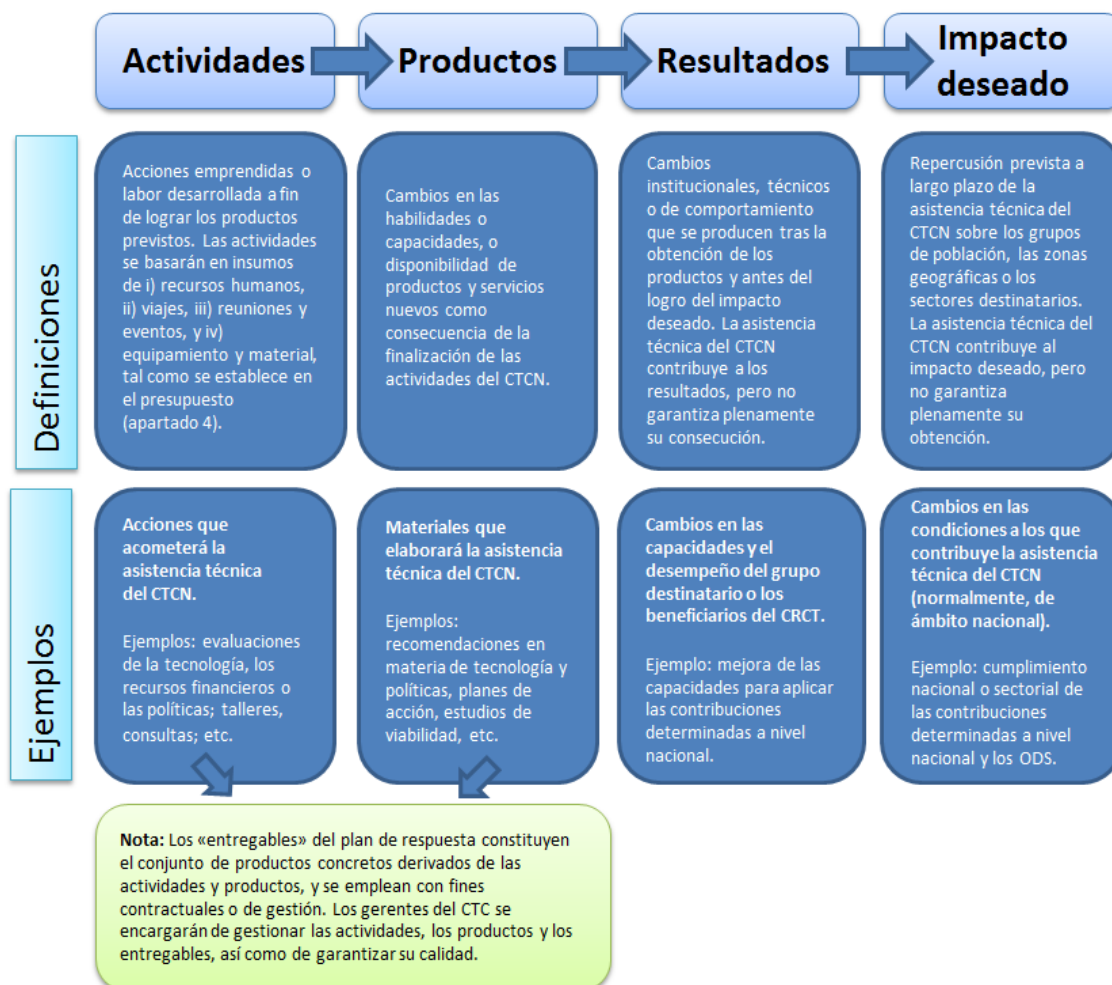 Actividades
Productos
Resultados
Impacto
deseado
Definiciones
Acciones emprendidas o
labor desarrollada a fin
de lograr los productos
previstos. Las actividades
se basarán en insumos
de i) recursos humanos,
ii) viajes, iii) reuniones y
eventos, y iv)
equipamiento y material,
tal como se establece en
el presupuesto
(apartado 4).
Cambios en las
habilidades o
capacidades, o
disponibilidad de
productos y servicios
nuevos como
consecuencia de la
finalización de las
actividades del CTCN.
Cambios
institucionales, técnicos
o de comportamiento
que se producen tras la
obtención de los
productos y antes del
logro del impacto
deseado. La asistencia
técnica del CTCN
contribuye a los
resultados, pero no
garantiza plenamente
su consecución.
Repercusión prevista a
largo plazo de la
asistencia técnica del
CTCN sobre los grupos
de población, las zonas
geográficas o los
sectores destinatarios.
La asistencia técnica del
CTCN contribuye al
impacto deseado, pero
no garantiza
plenamente su
obtención.
Ejemplos
Acciones que
acometerá la
asistencia técnica
del CTCN.
Ejemplos: evaluaciones
de la tecnología, los
recursos financieros o
las políticas; talleres,
consultas; etc.
Materiales que
elaborará la asistencia
técnica del CTCN.
Ejemplos:
recomendaciones en
materia de tecnología y
políticas, planes de
acción, estudios de
viabilidad, etc.
Cambios en las
capacidades y el
desempeño del grupo
destinatario o los
beneficiarios del CRCT.
Ejemplo: mejora de las
capacidades para aplicar
las contribuciones
determinadas a nivel
nacional.
Cambios en las
condiciones a los que
contribuye la asistencia
técnica del CTCN
(normalmente, de
ámbito nacional).
Ejemplo: cumplimiento
nacional o sectorial de
las contribuciones
determinadas a nivel
nacional y los ODS.
Nota: Los «entregables» del plan de respuesta constituyen
el conjunto de productos concretos derivados de las
actividades y productos, y se emplean con fines
contractuales o de gestión. Los gerentes del CTC se
encargarán de gestionar las actividades, los productos y los
entregables, así como de garantizar su calidad.